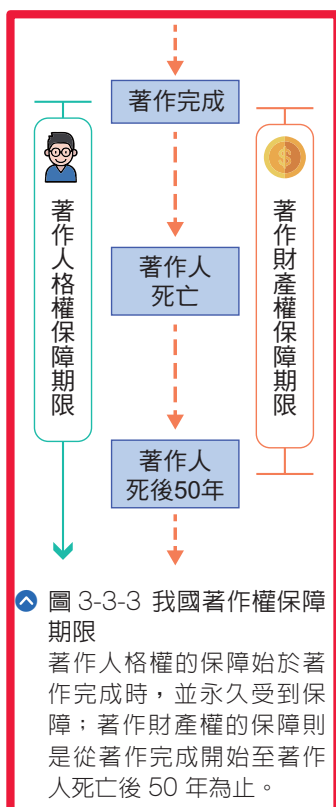 著作完成
著作人格權保障期限
$
著作財產權保障期限
著作人
死亡
著作人
死後50年
圖 3-3-3 我國著作權保障
期限
著作人格權的保障始於著
作完成時，並永久受到保
障；著作財產權的保障則
是從著作完成開始至著作
人死亡後 50 年為止。